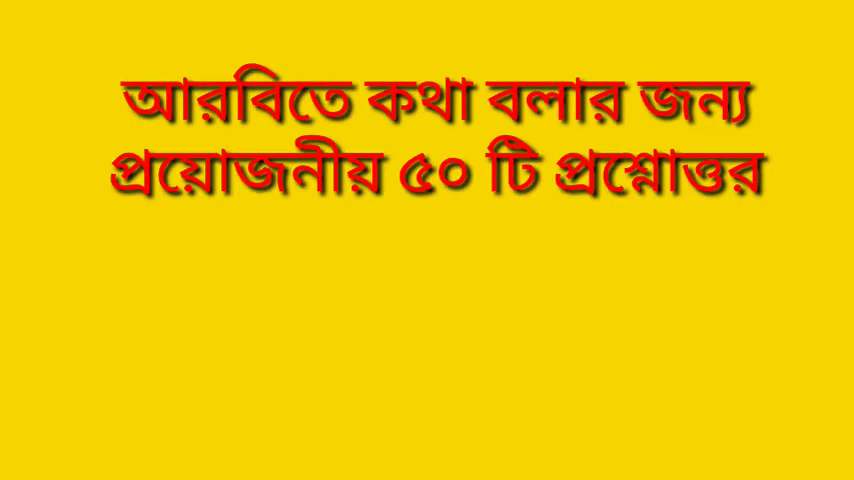 আরবিতে কথা বলার জন্য
প্রয়োজনীয় ৫০ টি প্রশ্নোত্তর